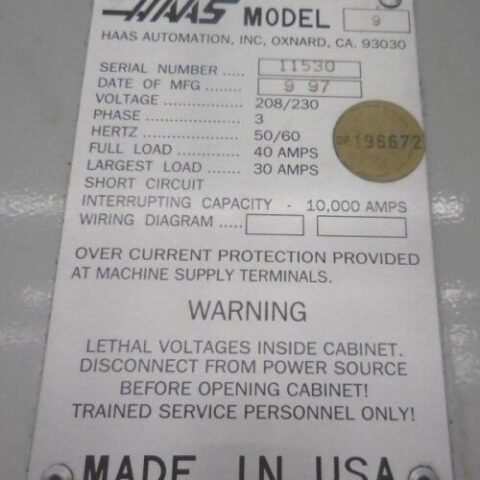 HAAS MODEL 9
HAAS AUTOMATION, INC, OXNARD, CA. 93030
SERIAL NUMBER ..... 11530
DATE OF MFG ........ 9 97
VOLTAGE ................ 208/230
PHASE .................... 3
HERTZ .................... 50/60
FULL LOAD ............. 40 AMPS
LARGEST LOAD ....... 30 AMPS
SHORT CIRCUIT
INTERRUPTING CAPACITY - 10,000 AMPS
WIRING DIAGRAM .....
OP 196672
OVER CURRENT PROTECTION PROVIDED
AT MACHINE SUPPLY TERMINALS.
WARNING
LETHAL VOLTAGES INSIDE CABINET.
DISCONNECT FROM POWER SOURCE
BEFORE OPENING CABINET!
TRAINED SERVICE PERSONNEL ONLY!
MADE IN USA